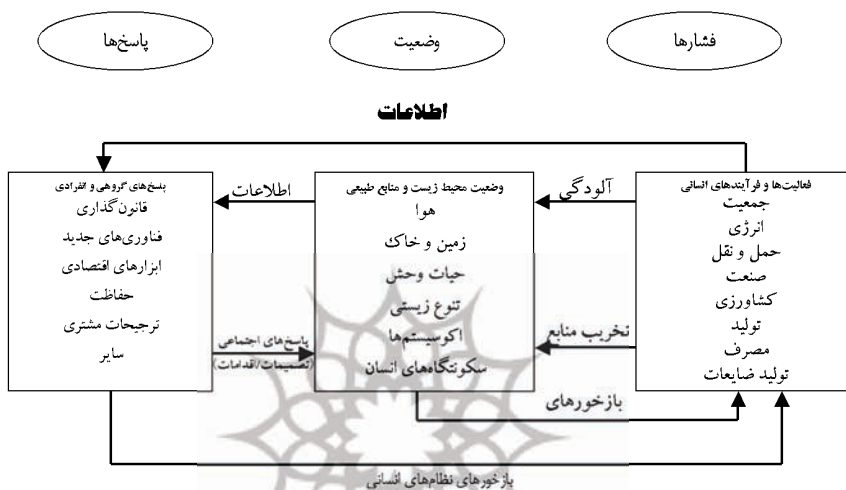 فشارها
وضعیت
پاسخ‌ها
اطلاعات
فعالیت‌ها و فرآیندهای انسانی
جمعیت
انرژی
حمل و نقل
صنعت
کشاورزی
تولید
مصرف
تولید ضایعات
آلودگی
تخریب منابع
وضعیت محیط زیست و منابع طبیعی
هوا
زمین و خاک
حیات وحش
تنوع زیستی
اکوسیستم‌ها
سکونتگاه‌های انسان
اطلاعات
پاسخ‌های اجتماعی
(تصمیمات/اقدامات)
پاسخ‌های گروهی و انفرادی
قانون‌گذاری
فناوری‌های جدید
ابزارهای اقتصادی
حفاظت
ترجیحات مشتری
سایر
بازخورهای
بازخورهای نظام‌های انسانی